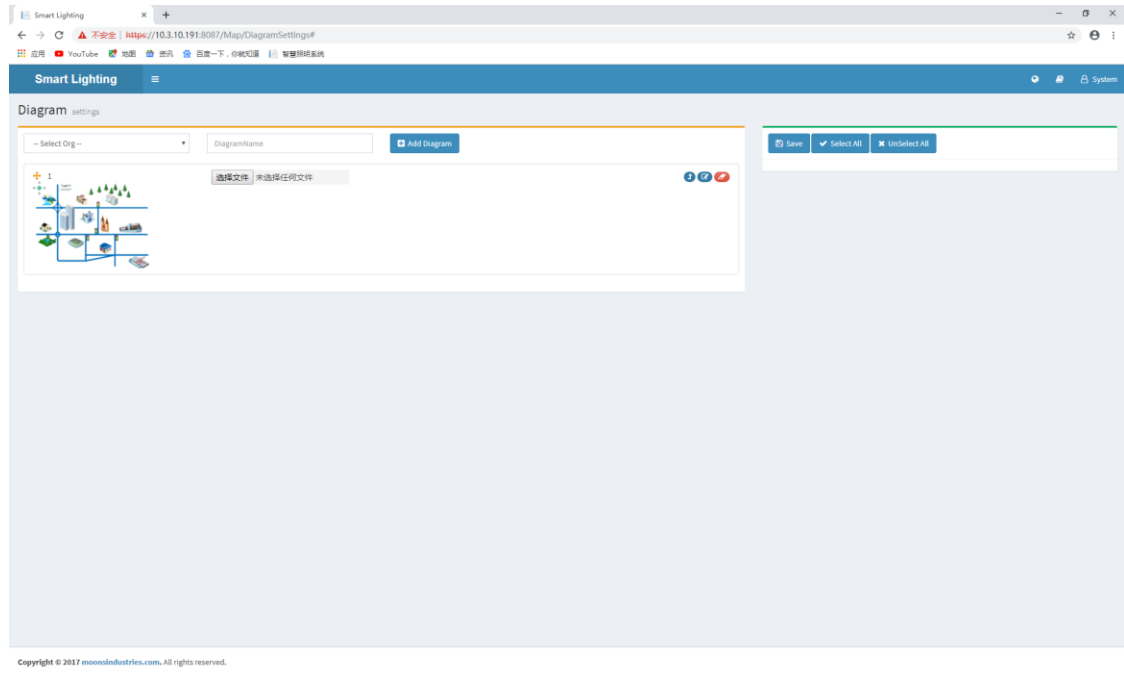 Smart Lighting
不安全 | https://10.3.10.191:8087/Map/DiagramSettings#
应用 YouTube 地图 资讯 百度一下,你就知道 智慧照明系统
Smart Lighting
System
Diagram settings
-- Select Org --
DiagramName
Add Diagram
Save
Select All
UnSelect All
1
选择文件 未选择任何文件
Copyright © 2017 moonsindustries.com. All rights reserved.